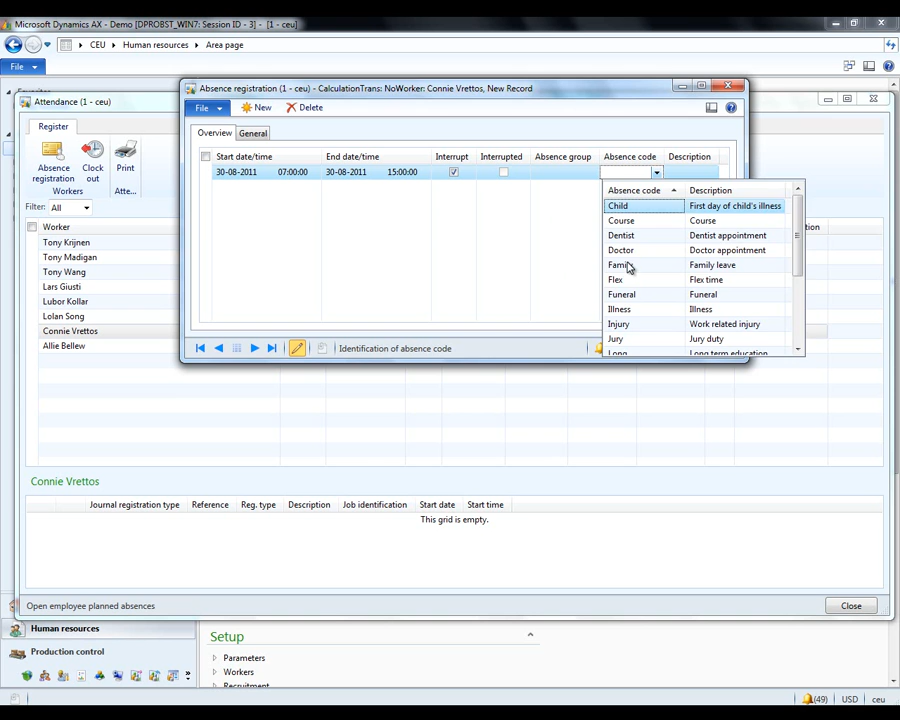 Microsoft Dynamics AX - Demo [DPROBST_WIN7: Session ID - 3] - [1 - ceu]
CEU
Human resources
Area page
File
Attendance (1 - ceu)
Register
Absence registration
Clock out
Print
Workers
Atte...
Filter: All
Worker
Tony Krijnen
Tony Madigan
Tony Wang
Lars Giusti
Lubor Kollar
Lolan Song
Connie Vrettos
Allie Bellew
Absence registration (1 - ceu) - CalculationTrans: NoWorker: Connie Vrettos, New Record
File
New
Delete
Overview
General
Start date/time
End date/time
Interrupt
Interrupted
Absence group
Absence code
Description
30-08-2011 07:00:00 30-08-2011 15:00:00
Absence code Description
Child First day of child's illness
Course Course
Dentist Dentist appointment
Doctor Doctor appointment
Family Family leave
Flex Flex time
Funeral Funeral
Illness Illness
Injury Work related injury
Jury Jury duty
Long Long term education
Identification of absence code
Connie Vrettos
Journal registration type Reference Reg. type Description Job identification Start date Start time
This grid is empty.
Open employee planned absences
Close
Human resources
Production control
Setup
Parameters
Workers
Recruitment
(49)
USD
ceu